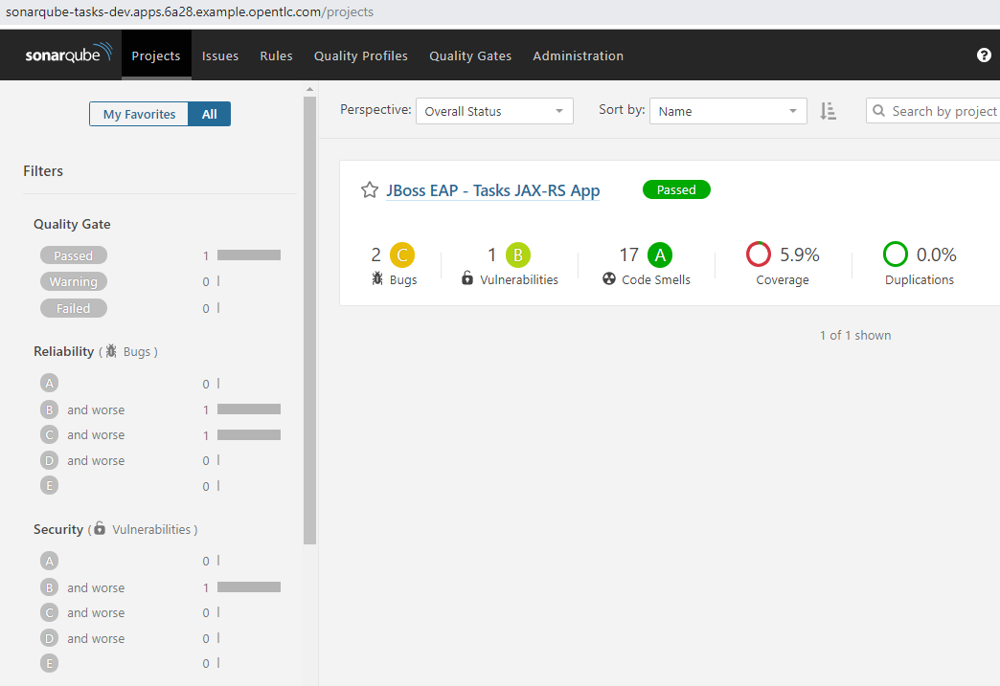 sonarqube-tasks-dev.apps.6a28.example.opentlc.com/projects
sonarqube Projects Issues Rules Quality Profiles Quality Gates Administration ?
My Favorites All
Filters
Quality Gate
Passed 1
Warning 0
Failed 0
Reliability ( Bugs )
A 0
B and worse 1
C and worse 1
D and worse 0
E 0
Security ( Vulnerabilities )
A 0
B and worse 1
C and worse 0
D and worse 0
E 0
Perspective: Overall Status Sort by: Name Search by project
JBoss EAP - Tasks JAX-RS App Passed
2 C 1 B 17 A 5.9% 0.0%
Bugs Vulnerabilities Code Smells Coverage Duplications
1 of 1 shown